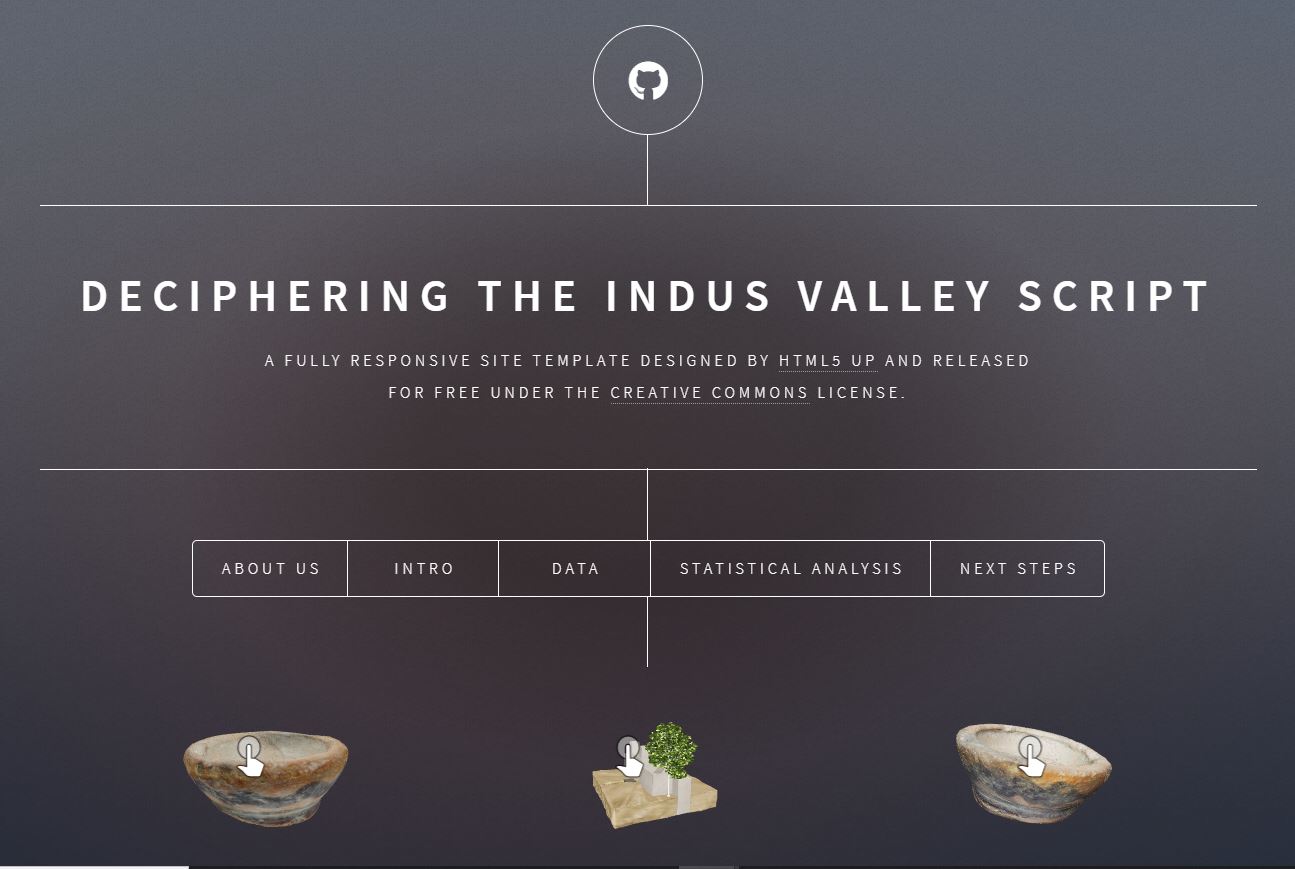 DECIPHERING THE INDUS VALLEY SCRIPT
A FULLY RESPONSIVE SITE TEMPLATE DESIGNED BY HTML5 UP AND RELEASED
FOR FREE UNDER THE CREATIVE COMMONS LICENSE.
ABOUT US
INTRO
DATA
STATISTICAL ANALYSIS
NEXT STEPS